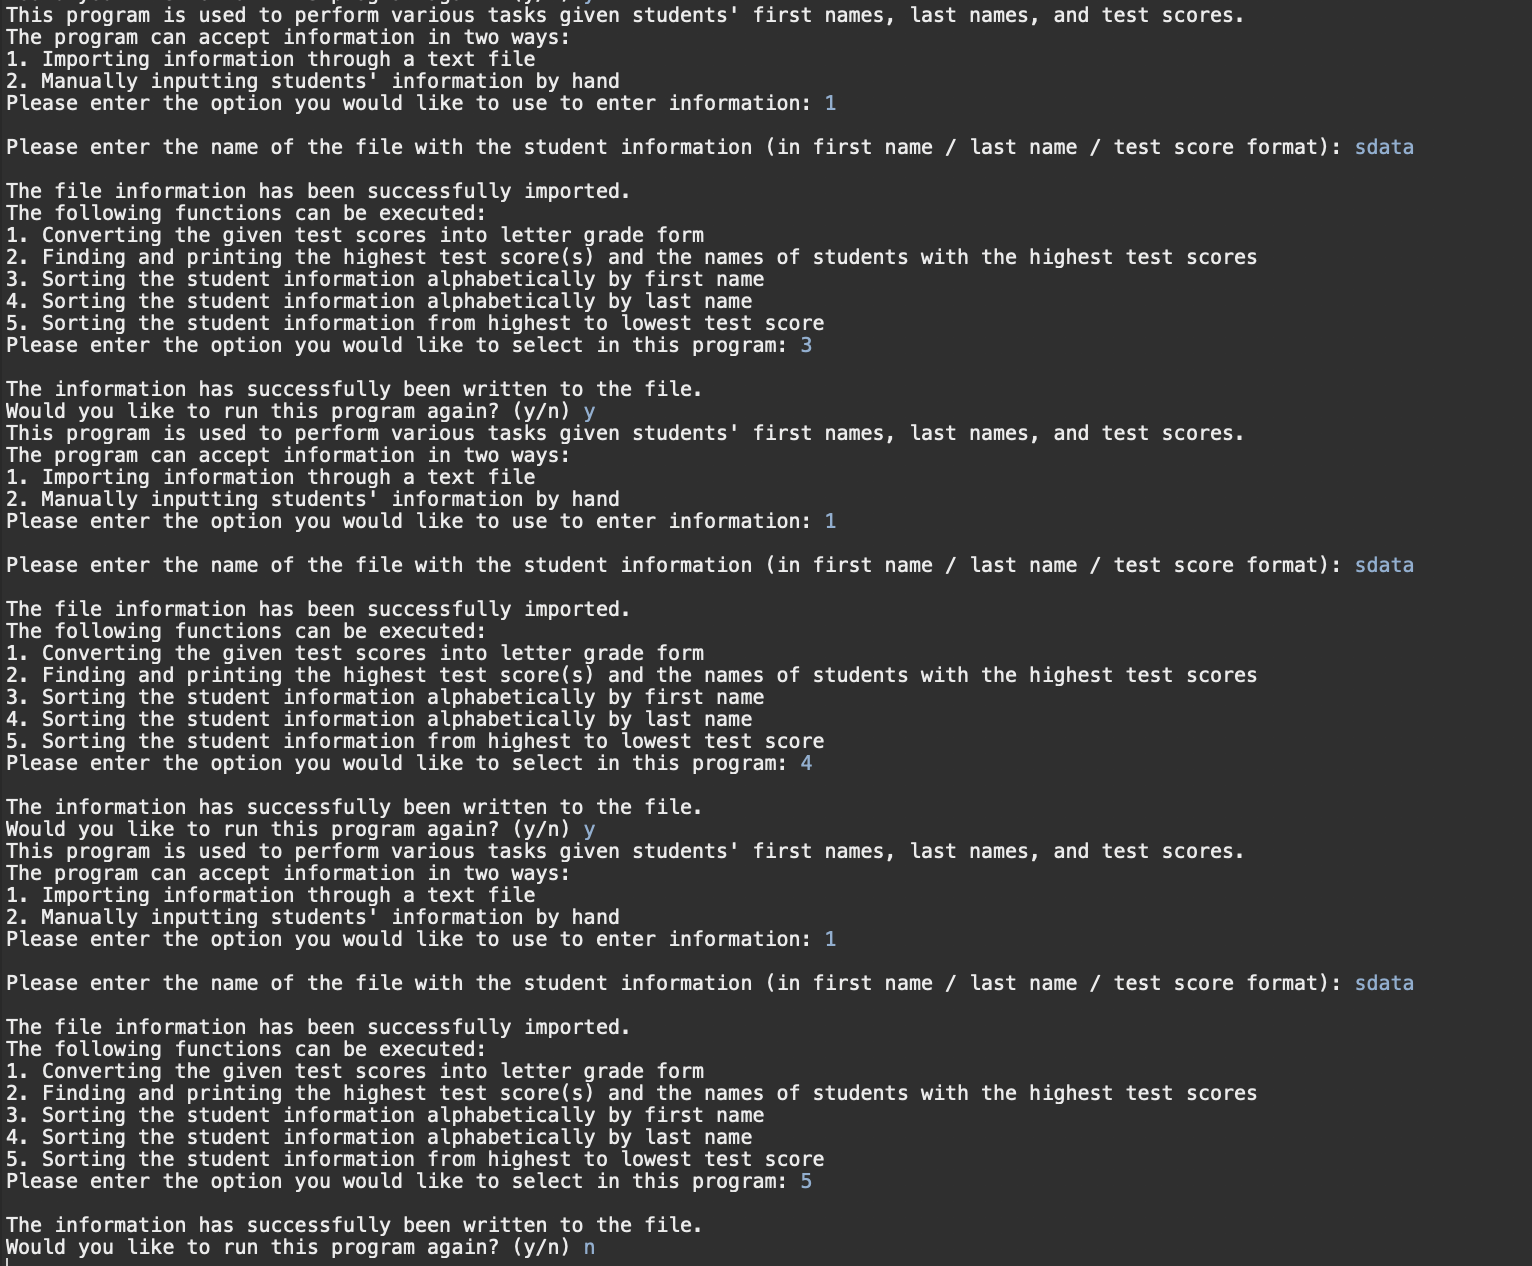 This program is used to perform various tasks given students' first names, last names, and test scores.
The program can accept information in two ways:
1. Importing information through a text file
2. Manually inputting students' information by hand
Please enter the option you would like to use to enter information: 1
Please enter the name of the file with the student information (in first name / last name / test score format): sdata
The file information has been successfully imported.
The following functions can be executed:
1. Converting the given test scores into letter grade form
2. Finding and printing the highest test score(s) and the names of students with the highest test scores
3. Sorting the student information alphabetically by first name
4. Sorting the student information alphabetically by last name
5. Sorting the student information from highest to lowest test score
Please enter the option you would like to select in this program: 3
The information has successfully been written to the file.
Would you like to run this program again? (y/n) y
This program is used to perform various tasks given students' first names, last names, and test scores.
The program can accept information in two ways:
1. Importing information through a text file
2. Manually inputting students' information by hand
Please enter the option you would like to use to enter information: 1
Please enter the name of the file with the student information (in first name / last name / test score format): sdata
The file information has been successfully imported.
The following functions can be executed:
1. Converting the given test scores into letter grade form
2. Finding and printing the highest test score(s) and the names of students with the highest test scores
3. Sorting the student information alphabetically by first name
4. Sorting the student information alphabetically by last name
5. Sorting the student information from highest to lowest test score
Please enter the option you would like to select in this program: 4
The information has successfully been written to the file.
Would you like to run this program again? (y/n) y
This program is used to perform various tasks given students' first names, last names, and test scores.
The program can accept information in two ways:
1. Importing information through a text file
2. Manually inputting students' information by hand
Please enter the option you would like to use to enter information: 1
Please enter the name of the file with the student information (in first name / last name / test score format): sdata
The file information has been successfully imported.
The following functions can be executed:
1. Converting the given test scores into letter grade form
2. Finding and printing the highest test score(s) and the names of students with the highest test scores
3. Sorting the student information alphabetically by first name
4. Sorting the student information alphabetically by last name
5. Sorting the student information from highest to lowest test score
Please enter the option you would like to select in this program: 5
The information has successfully been written to the file.
Would you like to run this program again? (y/n) n